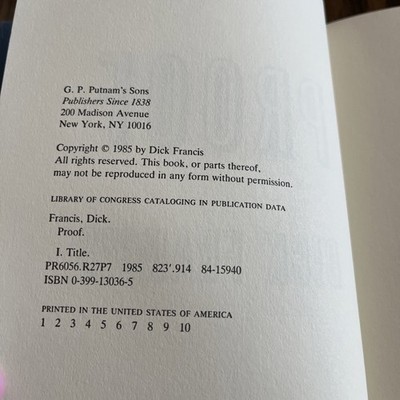 G. P. Putnam's Sons
Publishers Since 1838
200 Madison Avenue
New York, NY 10016
Copyright © 1985 by Dick Francis
All rights reserved. This book, or parts thereof,
may not be reproduced in any form without permission.
LIBRARY OF CONGRESS CATALOGING IN PUBLICATION DATA
Francis, Dick.
Proof.
I. Title.
PR6056.R27P7 1985 823'.914 84-15940
ISBN 0-399-13036-5
PRINTED IN THE UNITED STATES OF AMERICA
1 2 3 4 5 6 7 8 9 10